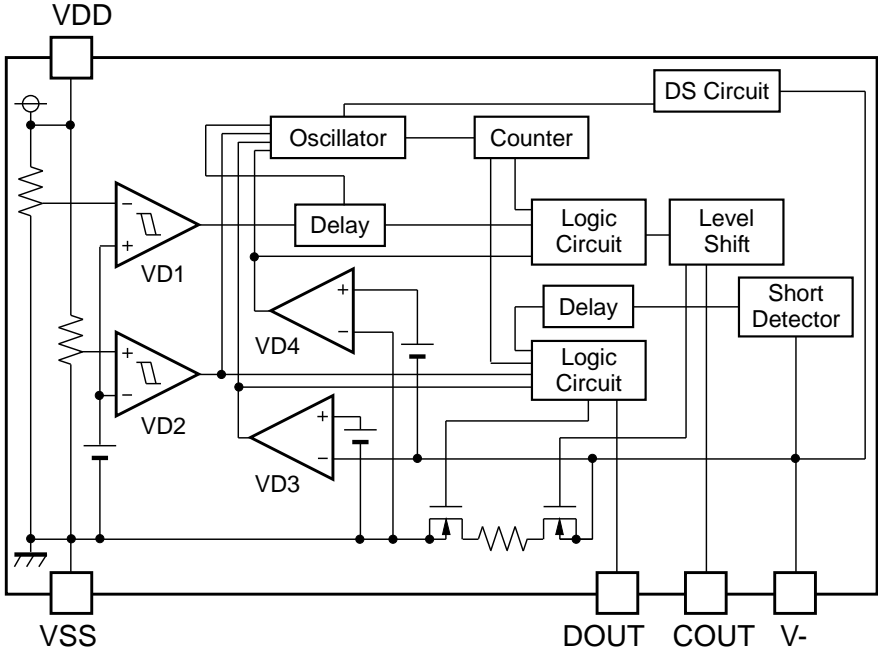 VDD
DS Circuit
Oscillator
Counter
−
Delay
Logic
Circuit
Level
Shift
+
VD1
+
Delay
Short
Detector
VD4
−
+
Logic
Circuit
−
VD2
+
VD3
−
VSS
DOUT
COUT
V-